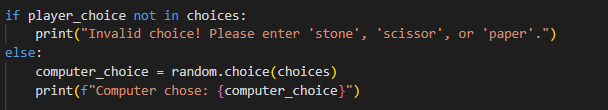 if player_choice not in choices:
    print("Invalid choice! Please enter 'stone', 'scissor', or 'paper'.")
else:
    computer_choice = random.choice(choices)
    print(f"Computer chose: {computer_choice}")